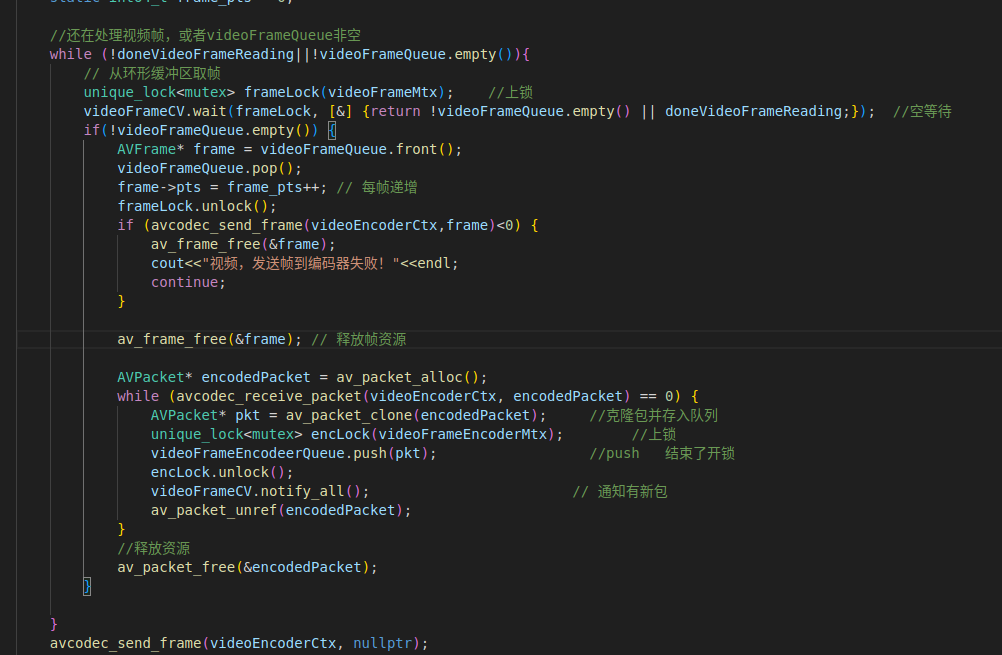 //还在处理视频帧，或者videoFrameQueue非空
while (!doneVideoFrameReading||!videoFrameQueue.empty()){
// 从环形缓冲区取帧
unique_lock<mutex> frameLock(videoFrameMtx);    //上锁
videoFrameCV.wait(frameLock, [&] {return !videoFrameQueue.empty() || doneVideoFrameReading;});  //空等待
if(!videoFrameQueue.empty()) {
AVFrame* frame = videoFrameQueue.front();
videoFrameQueue.pop();
frame->pts = frame_pts++; // 每帧递增
frameLock.unlock();
if (avcodec_send_frame(videoEncoderCtx,frame)<0) {
av_frame_free(&frame);
cout<<"视频，发送帧到编码器失败！"<<endl;
continue;
}
av_frame_free(&frame); // 释放帧资源
AVPacket* encodedPacket = av_packet_alloc();
while (avcodec_receive_packet(videoEncoderCtx, encodedPacket) == 0) {
AVPacket* pkt = av_packet_clone(encodedPacket);     //克隆包并存入队列
unique_lock<mutex> encLock(videoFrameEncoderMtx);        //上锁
videoFrameEncodeerQueue.push(pkt);                  //push   结束了开锁
encLock.unlock();
videoFrameCV.notify_all();                        // 通知有新包
av_packet_unref(encodedPacket);
}
//释放资源
av_packet_free(&encodedPacket);
}
}
avcodec_send_frame(videoEncoderCtx, nullptr);